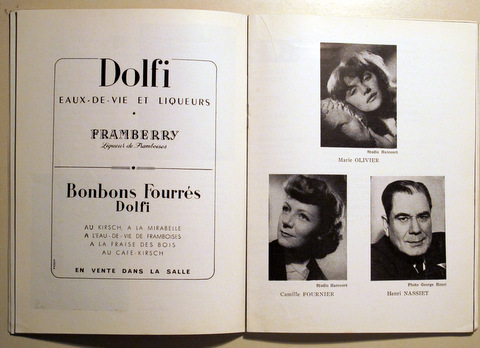 Dolfi
EAUX-DE-VIE ET LIQUEURS
FRAMBERRY
Liqueur de Framboises
Bonbons Fourrés
Dolfi
AU KIRSCH, A LA MIRABELLE
A L'EAU-DE-VIE DE FRAMBOISES
A LA FRAISE DES BOIS
AU CAFE-KIRSCH
EN VENTE DANS LA SALLE
Studio Harcourt
Marie OLIVIER
Studio Harcourt
Camille FOURNIER
Photo George Henri
Henri NASSIET